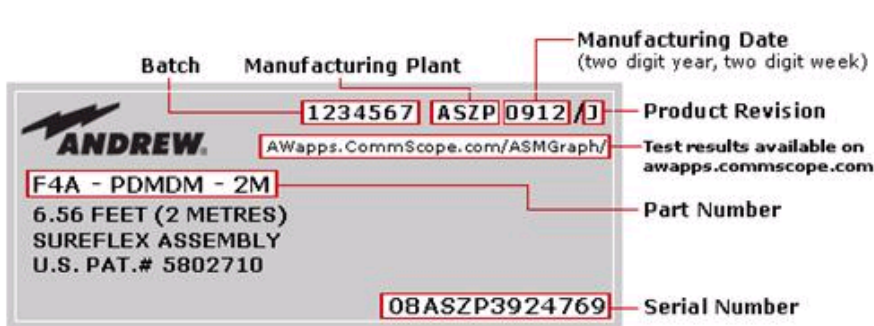 Manufacturing Date
(two digit year, two digit week)
Batch Manufacturing Plant
1234567 ASZP 0912 /J Product Revision
ANDREW.
AWapps.CommScope.com/ASMGraph/ Test results available on
awapps.commscope.com
F4A - PDMDM - 2M
Part Number
6.56 FEET (2 METRES)
SUREFLEX ASSEMBLY
U.S. PAT.# 5802710
08ASZP3924769 Serial Number